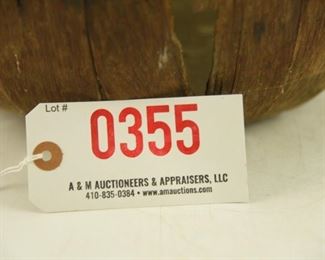 Lot #
0355
A & M AUCTIONEERS & APPRAISERS, LLC
410-835-0384 • www.amauctions.com